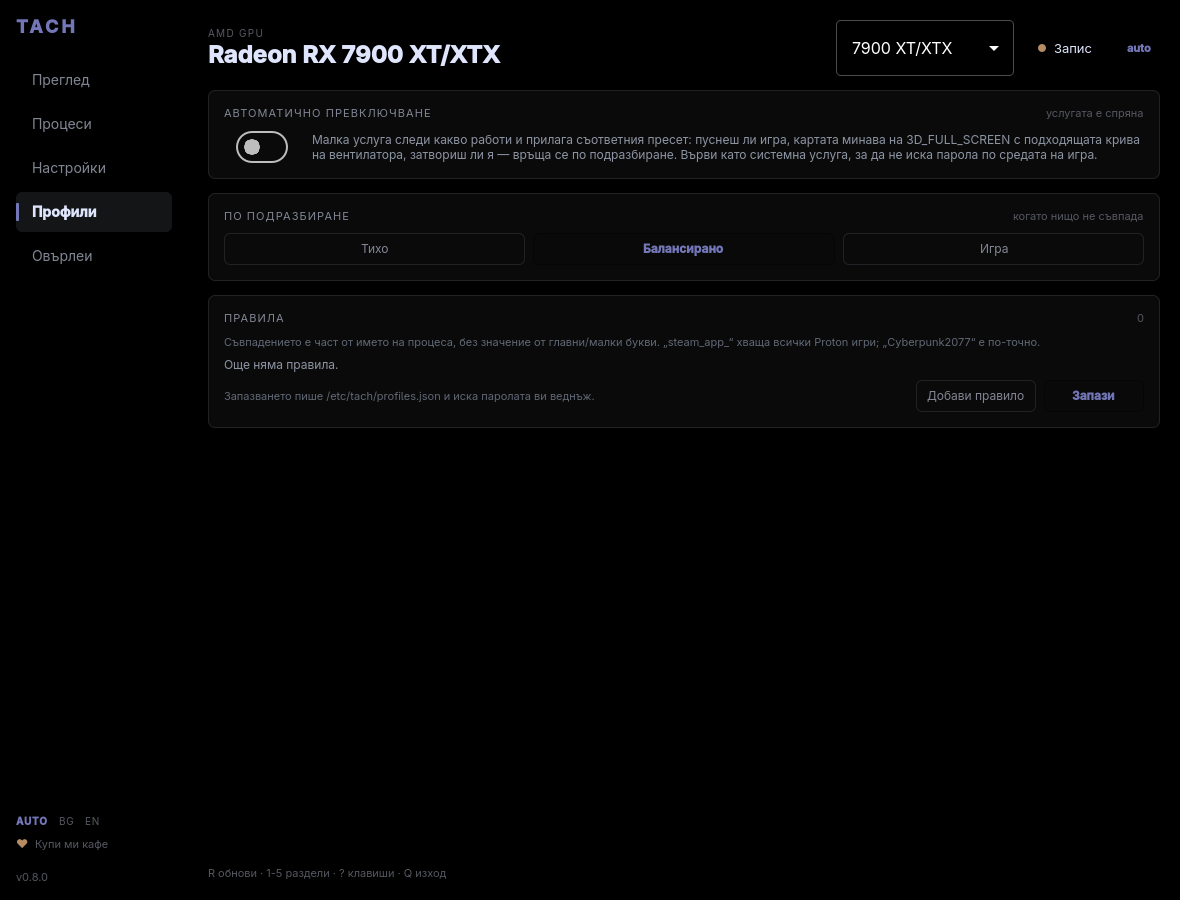 TACH
Преглед
Процеси
Настройки
Профили
Овърлеи
AUTO BG EN
Купи ми кафе
v0.8.0
AMD GPU
Radeon RX 7900 XT/XTX
7900 XT/XTX
Запис
auto
АВТОМАТИЧНО ПРЕВКЛЮЧВАНЕ
услугата е спряна
Малка услуга следи какво работи и прилага съответния пресет: пуснеш ли игра, картата минава на 3D_FULL_SCREEN с подходящата крива
на вентилатора, затвориш ли я — връща се по подразбиране. Върви като системна услуга, за да не иска парола по средата на игра.
ПО ПОДРАЗБИРАНЕ
когато нищо не съвпада
Тихо
Балансирано
Игра
ПРАВИЛА
0
Съвпадението е част от името на процеса, без значение от главни/малки букви. „steam_app_“ хваща всички Proton игри; „Cyberpunk2077“ е по-точно.
Още няма правила.
Запазването пише /etc/tach/profiles.json и иска паролата ви веднъж.
Добави правило
Запази
R обнови · 1-5 раздели · ? клавиши · Q изход